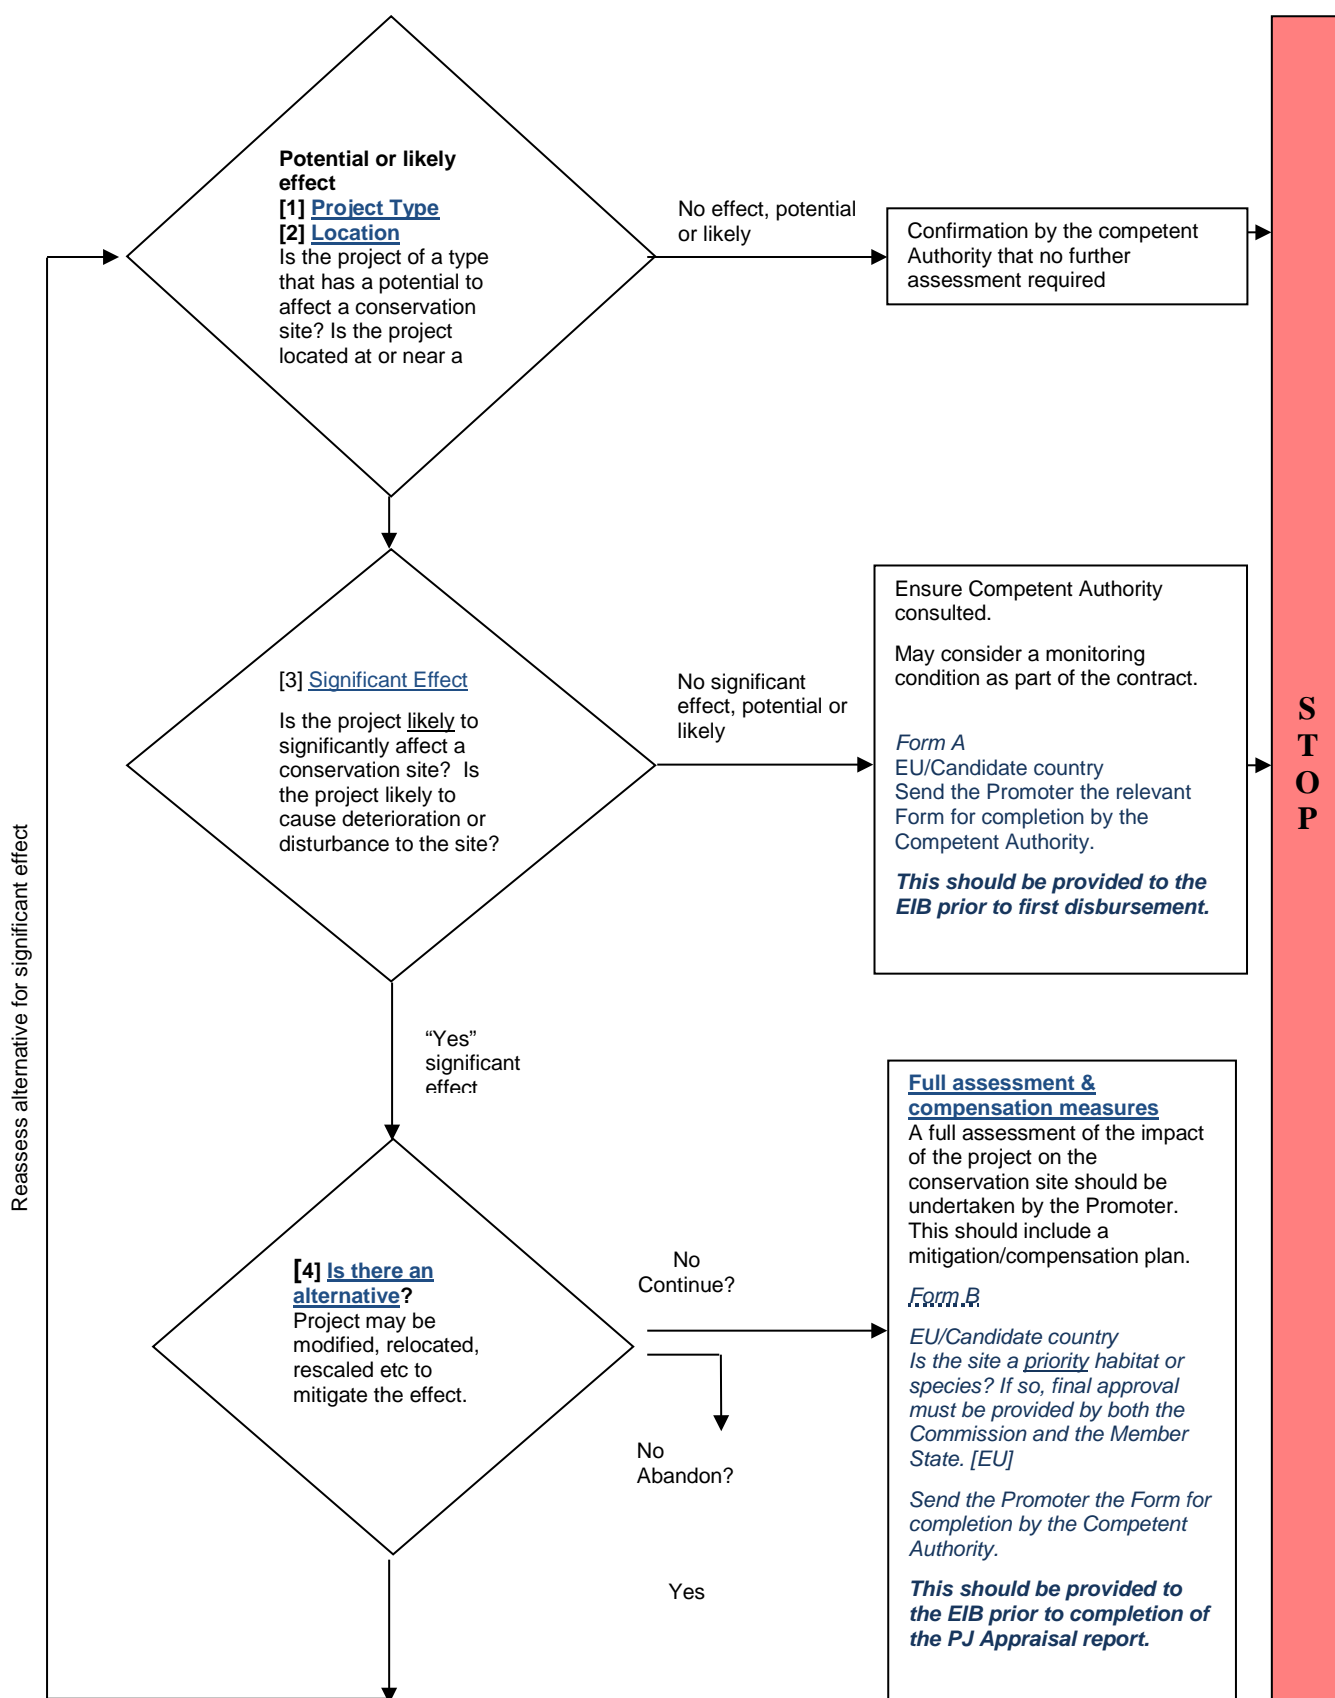 Potential or likely
effect
[1] Project Type
[2] Location
Is the project of a type
that has a potential to
affect a conservation
site? Is the project
located at or near a
No effect, potential
or likely
Confirmation by the competent
Authority that no further
assessment required
[3] Significant Effect
Is the project likely to
significantly affect a
conservation site? Is
the project likely to
cause deterioration or
disturbance to the site?
No significant
effect, potential or
likely
Ensure Competent Authority
consulted.
May consider a monitoring
condition as part of the contract.
Form A
EU/Candidate country
Send the Promoter the relevant
Form for completion by the
Competent Authority.
This should be provided to the
EIB prior to first disbursement.
S
T
O
P
Reassess alternative for significant effect
“Yes”
significant
effect
[4] Is there an
alternative?
Project may be
modified, relocated,
rescaled etc to
mitigate the effect.
No
Continue?
No
Abandon?
Yes
Full assessment &
compensation measures
A full assessment of the impact
of the project on the
conservation site should be
undertaken by the Promoter.
This should include a
mitigation/compensation plan.
Form B
EU/Candidate country
Is the site a priority habitat or
species? If so, final approval
must be provided by both the
Commission and the Member
State. [EU]
Send the Promoter the Form for
completion by the Competent
Authority.
This should be provided to
the EIB prior to completion of
the PJ Appraisal report.